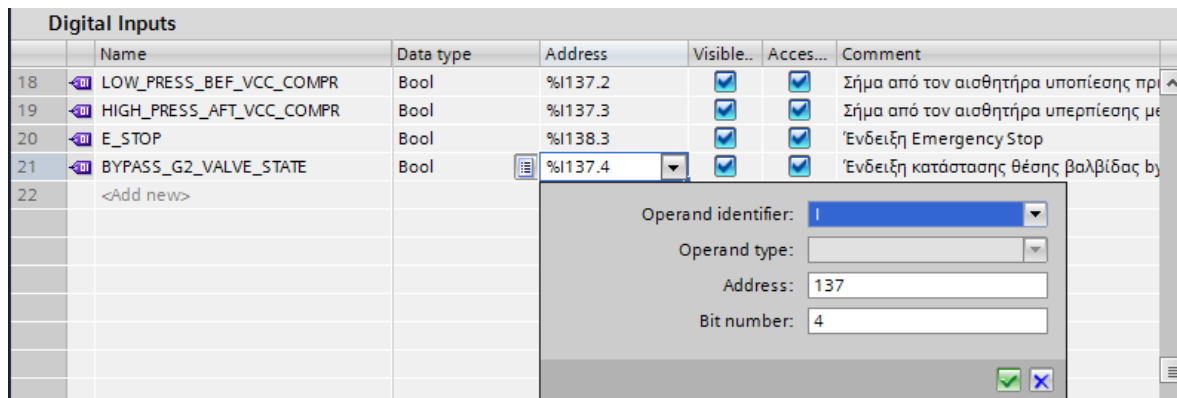 Digital Inputs
Name Data type Address Visible.. Acces... Comment
18 LOW_PRESS_BEF_VCC_COMPR Bool %I137.2 Σήμα από τον αισθητήρα υποπίεσης πρι
19 HIGH_PRESS_AFT_VCC_COMPR Bool %I137.3 Σήμα από τον αισθητήρα υπερπίεσης με
20 E_STOP Bool %I138.3 Ένδειξη Emergency Stop
21 BYPASS_G2_VALVE_STATE Bool %I137.4 Ένδειξη κατάστασης θέσης βαλβίδας by
22 <Add new>
Operand identifier: I
Operand type:
Address: 137
Bit number: 4